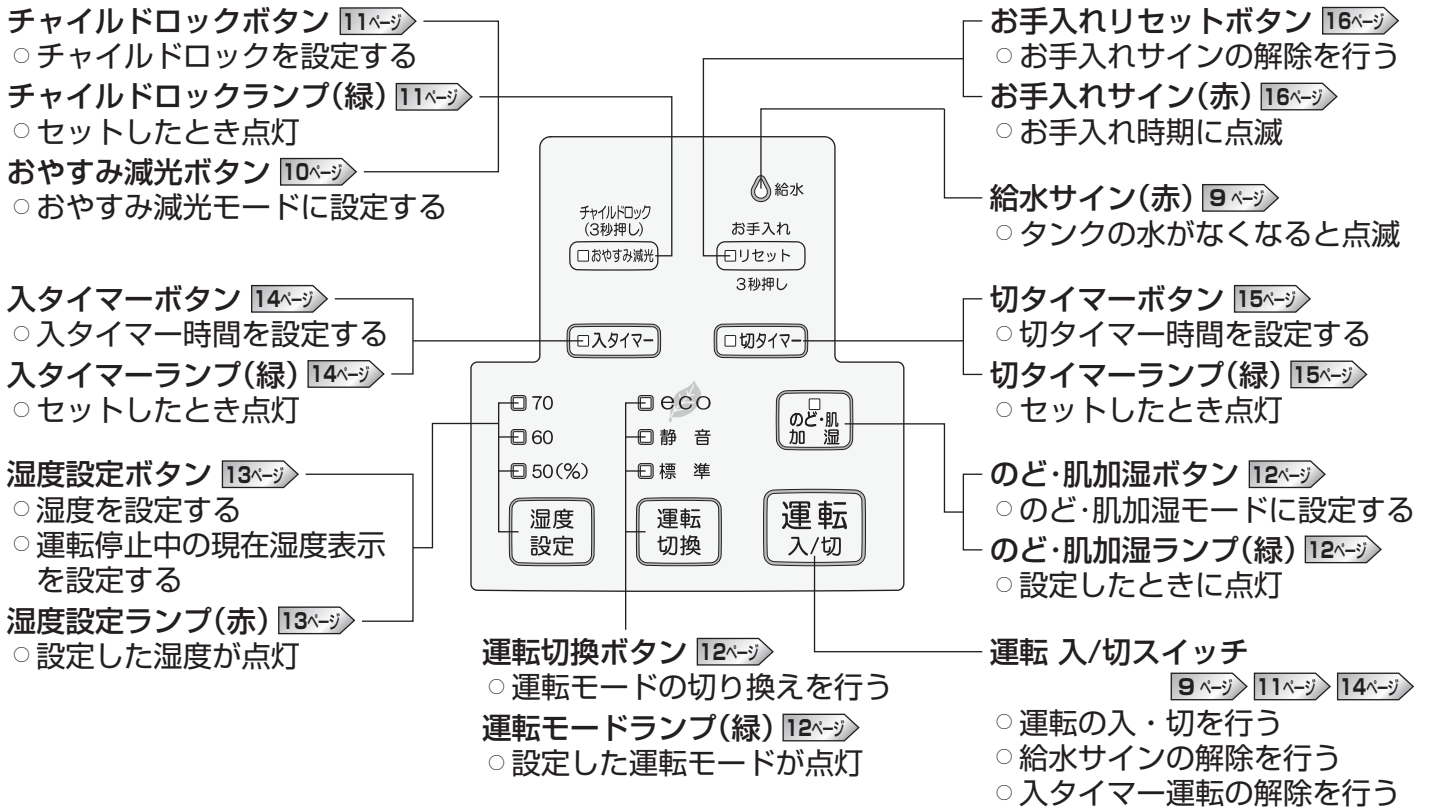 チャイルドロックボタン 11ページ
○チャイルドロックを設定する
チャイルドロックランプ(緑) 11ページ
○セットしたとき点灯
おやすみ減光ボタン 10ページ
○おやすみ減光モードに設定する
入タイマーボタン 14ページ
○入タイマー時間を設定する
入タイマーランプ(緑) 14ページ
○セットしたとき点灯
湿度設定ボタン 13ページ
○湿度を設定する
○運転停止中の現在湿度表示
を設定する
湿度設定ランプ(赤) 13ページ
○設定した湿度が点灯
給水
チャイルドロック
(3秒押し)
おやすみ減光
お手入れ
リセット
3秒押し
入タイマー
切タイマー
70
60
50(%)
湿度
設定
eco
静 音
標 準
運転
切換
のど・肌
加 湿
運転
入/切
運転切換ボタン 12ページ
○運転モードの切り換えを行う
運転モードランプ(緑) 12ページ
○設定した運転モードが点灯
お手入れリセットボタン 16ページ
○お手入れサインの解除を行う
お手入れサイン(赤) 16ページ
○お手入れ時期に点滅
給水サイン(赤) 9ページ
○タンクの水がなくなると点滅
切タイマーボタン 15ページ
○切タイマー時間を設定する
切タイマーランプ(緑) 15ページ
○セットしたとき点灯
のど・肌加湿ボタン 12ページ
○のど・肌加湿モードに設定する
のど・肌加湿ランプ(緑) 12ページ
○設定したときに点灯
運転 入/切スイッチ
9ページ 11ページ 14ページ
○運転の入・切を行う
○給水サインの解除を行う
○入タイマー運転の解除を行う